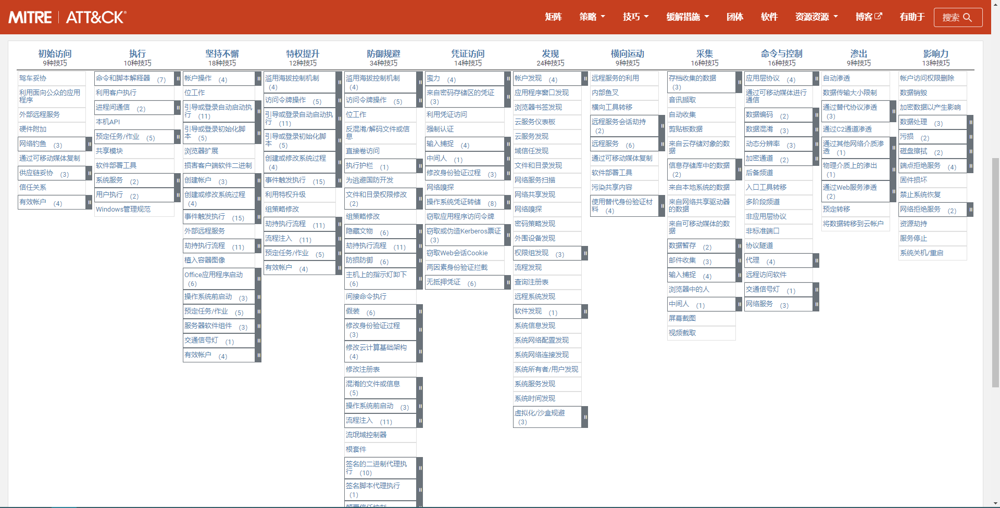 MITRE | ATT&CK®
矩阵
策略
技巧
缓解措施
团体
软件
资源资源
博客
有助于
搜索
初始访问
9种技巧
驾车妥协
利用面向公众的应用
程序
外部远程服务
硬件附加
网络钓鱼 (3)
通过可移动媒体复制
供应链妥协 (3)
信任关系
有效帐户 (4)
执行
10种技巧
命令和脚本解释器 (7)
利用客户执行
进程间通信 (2)
本机API
预定任务/作业 (5)
共享模块
软件部署工具
系统服务 (2)
用户执行 (2)
Windows管理规范
坚持不懈
18种技巧
帐户操作 (4)
位工作
引导或登录自动启动执
行 (11)
引导或登录初始化脚
本 (5)
浏览器扩展
损害客户端软件二进制
创建帐户 (3)
创建或修改系统过程
(4)
事件触发执行 (15)
外部远程服务
劫持执行流程 (11)
植入容器图像
Office应用程序启动
(6)
操作系统前启动 (3)
预定任务/作业 (5)
服务器软件组件 (3)
交通信号灯 (1)
有效帐户 (4)
特权提升
12种技巧
滥用海拔控制机制
(4)
访问令牌操作 (5)
引导或登录自动启动执
行 (11)
引导或登录初始化脚
本 (5)
创建或修改系统过程
(4)
事件触发执行 (15)
利用特权升级
组策略修改
劫持执行流程 (11)
流程注入 (11)
预定任务/作业 (5)
有效帐户 (4)
防御规避
34种技巧
滥用海拔控制机制
(4)
访问令牌操作 (5)
位工作
反混淆/解码文件或信
息
直接卷访问
执行护栏 (1)
为逃避国防开发
文件和目录权限修改
(2)
组策略修改
隐藏文物 (6)
劫持执行流程 (11)
防损防御 (6)
主机上的指示灯卸下
(6)
间接命令执行
假装 (6)
修改身份验证过程
(3)
修改云计算基础架构
(4)
修改注册表
混淆的文件或信息
(5)
操作系统前启动 (3)
流程注入 (11)
流氓域控制器
根套件
签名的二进制代理执
行 (10)
签名脚本代理执行
(1)
颠覆信任控制
凭证访问
14种技巧
蛮力 (4)
来自密码存储区的凭证
(3)
利用凭证访问
强制认证
输入捕捉 (4)
中间人 (1)
修改身份验证过程 (3)
网络嗅探
操作系统凭证转储 (8)
窃取应用程序访问令牌
窃取或伪造Kerberos票证
(3)
窃取Web会话Cookie
两因素身份验证拦截
无抵押凭证 (6)
发现
24种技巧
帐户发现 (4)
应用程序窗口发现
浏览器书签发现
云服务仪表板
云服务发现
域信任发现
文件和目录发现
网络服务扫描
网络共享发现
网络嗅探
密码策略发现
外围设备发现
权限组发现 (3)
流程发现
查询注册表
远程系统发现
软件发现 (1)
系统信息发现
系统网络配置发现
系统网络连接发现
系统所有者/用户发现
系统服务发现
系统时间发现
虚拟化/沙盒规避
(3)
横向运动
9种技巧
远程服务的利用
内部鱼叉
横向工具转移
远程服务会话劫持
(2)
远程服务 (6)
通过可移动媒体复制
软件部署工具
污染共享内容
使用替代身份验证材
料 (4)
采集
16种技巧
存档收集的数据
(3)
音讯撷取
自动收集
剪贴板数据
来自云存储对象的数
据
信息存储库中的数据
(2)
来自本地系统的数据
来自网络共享驱动器
的数据
来自可移动媒体的数
据
数据暂存 (2)
邮件收集 (3)
输入捕捉 (4)
浏览器中的人
中间人 (1)
屏幕截图
视频截取
命令与控制
16种技巧
应用层协议 (4)
通过可移动媒体进行
通信
数据编码 (2)
数据混淆 (3)
动态分辨率 (3)
加密通道 (2)
后备频道
入口工具转移
多阶段频道
非应用层协议
非标准端口
协议隧道
代理 (4)
远程访问软件
交通信号灯 (1)
网络服务 (3)
渗出
9种技巧
自动渗透
数据传输大小限制
通过替代协议渗透
(3)
通过C2通道渗透
通过其他网络介质渗
透 (1)
物理介质上的渗出
(1)
通过Web服务渗透
(2)
预定转移
将数据转移到云帐户
影响力
13种技巧
帐户访问权限删除
数据销毁
加密数据以产生影响
数据处理 (3)
污损 (2)
磁盘擦拭 (2)
端点拒绝服务 (4)
固件损坏
禁止系统恢复
网络拒绝服务 (2)
资源劫持
服务停止
系统关机/重启